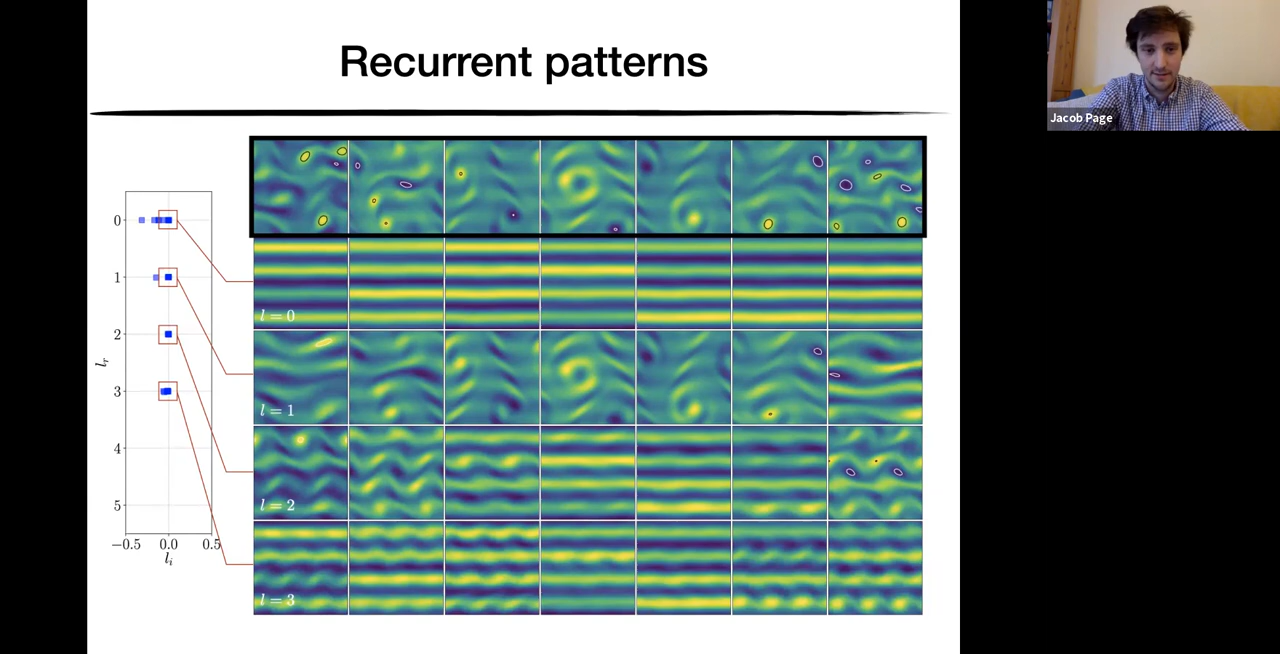 Recurrent patterns
Jacob Page
0
1
2
3
4
5
l_r
−0.5 0.0 0.5
l_i
l = 0
l = 1
l = 2
l = 3